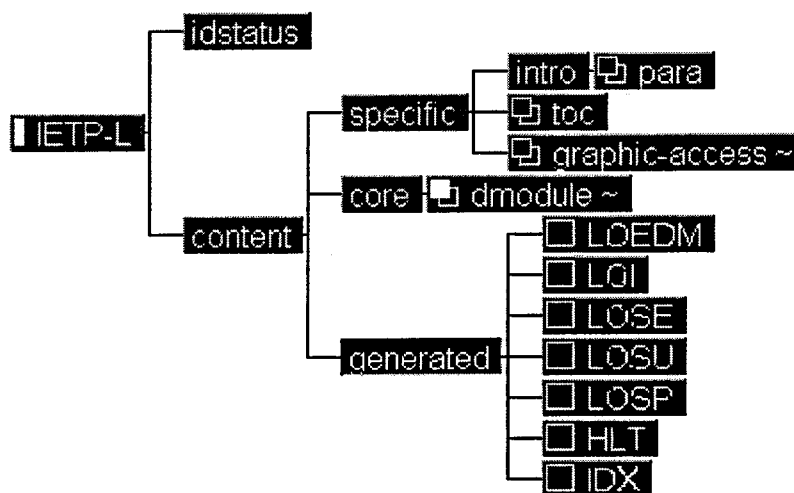 idstatus
intro para
specific toc
IETP-L graphic-access ~
core dmodule ~
content LOEDM
LOI
LOSE
generated LOSU
LOSP
HLT
IDX